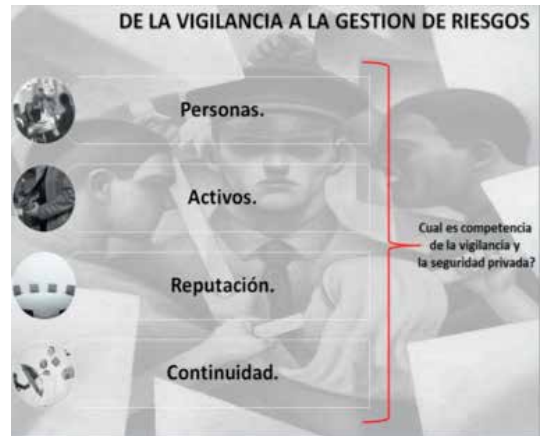 DE LA VIGILANCIA A LA GESTION DE RIESGOS
Personas.
Activos.
Reputación.
Continuidad.
Cual es competencia
de la vigilancia y
la seguridad privada?